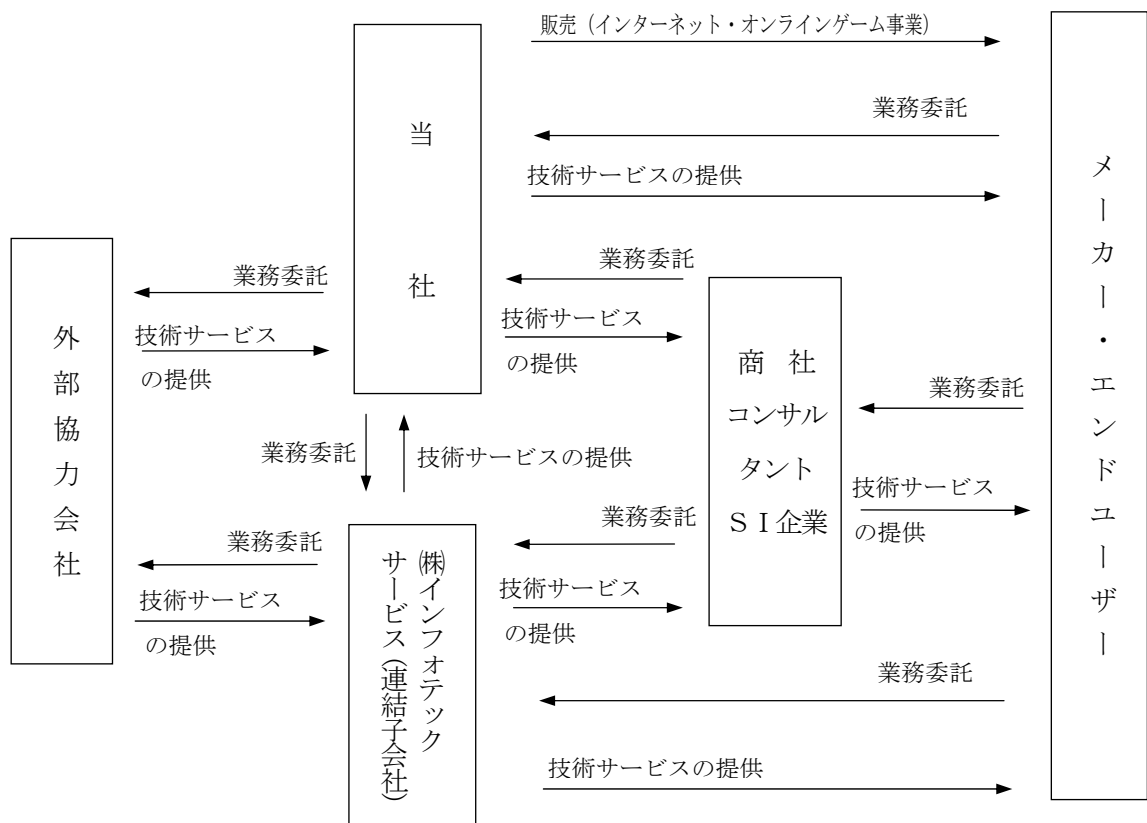 販売（インターネット・オンラインゲーム事業）
業務委託
技術サービスの提供
当社
メーカー・エンドユーザー
業務委託
技術サービス
の提供
業務委託
技術サービス
の提供
外部協力会社
商 社
コンサル
タント
ＳＩ企業
業務委託
技術サービス
の提供
業務委託
技術サービスの提供
業務委託
技術サービス
の提供
㈱インフォテック
サービス（連結子会社）
業務委託
技術サービス
の提供
業務委託
技術サービスの提供